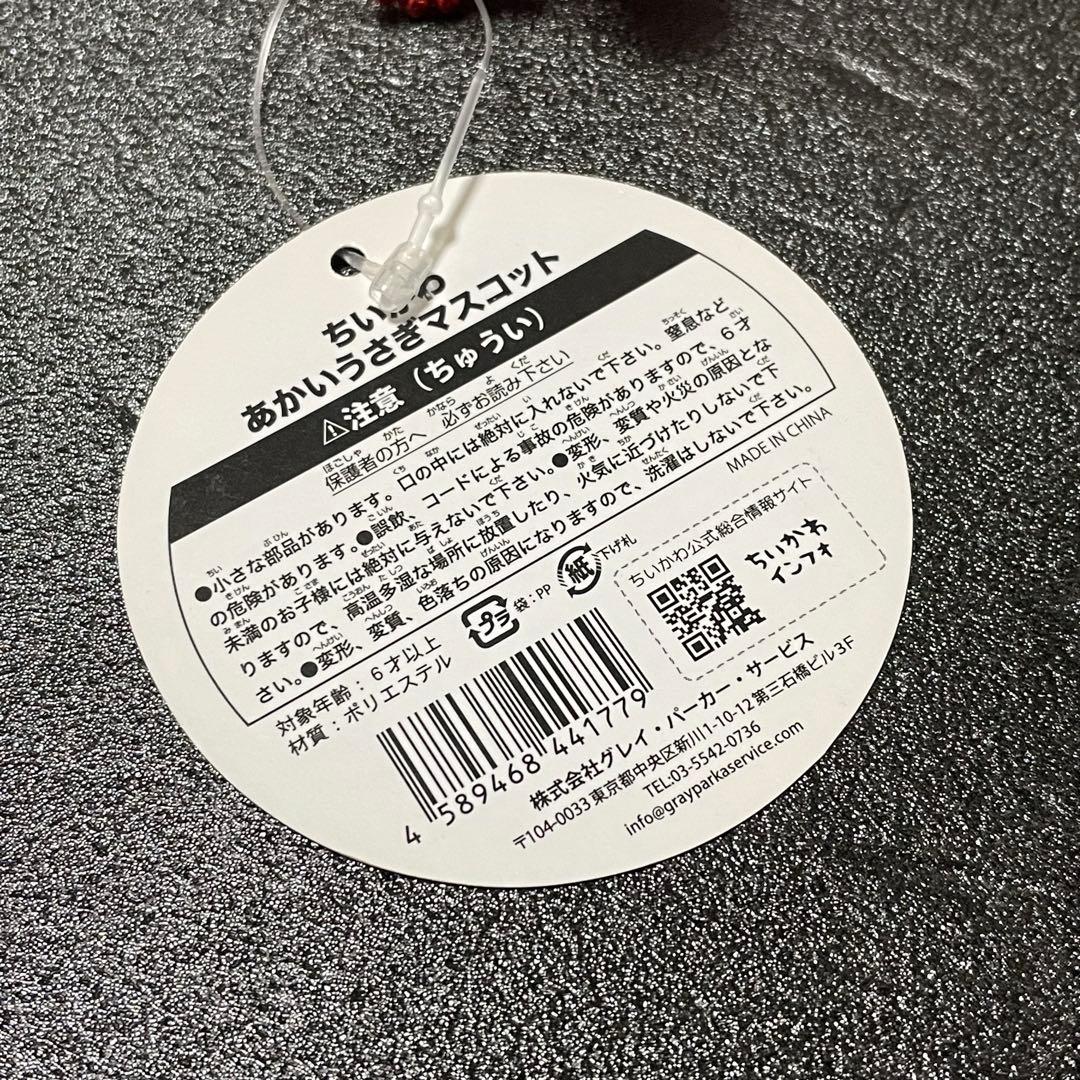 ちいかわ
あかいうさぎマスコット
⚠注意（ちゅうい）
保護者の方へ 必ずお読み下さい
●小さな部品があります。口の中には絶対に入れないで下さい。窒息など
の危険があります。●誤飲、コードによる事故の危険がありますので、6才
未満のお子様には絶対に与えないで下さい。●変形、変質や火災の原因とな
りますので、高温多湿な場所に放置したり、火気に近づけたりしないで下
さい。●変形、変質、色落ちの原因になりますので、洗濯はしないで下さい。
対象年齢：6才以上
材質：ポリエステル
プラ
袋：PP
紙
下げ札
MADE IN CHINA
ちいかわ公式総合情報サイト
ちいかわ
インフォ
4 589468 441779
株式会社グレイ・パーカー・サービス
〒104-0033 東京都中央区新川1-10-12 第三石橋ビル3F
TEL.03-5542-0736
info@grayparkaservice.com